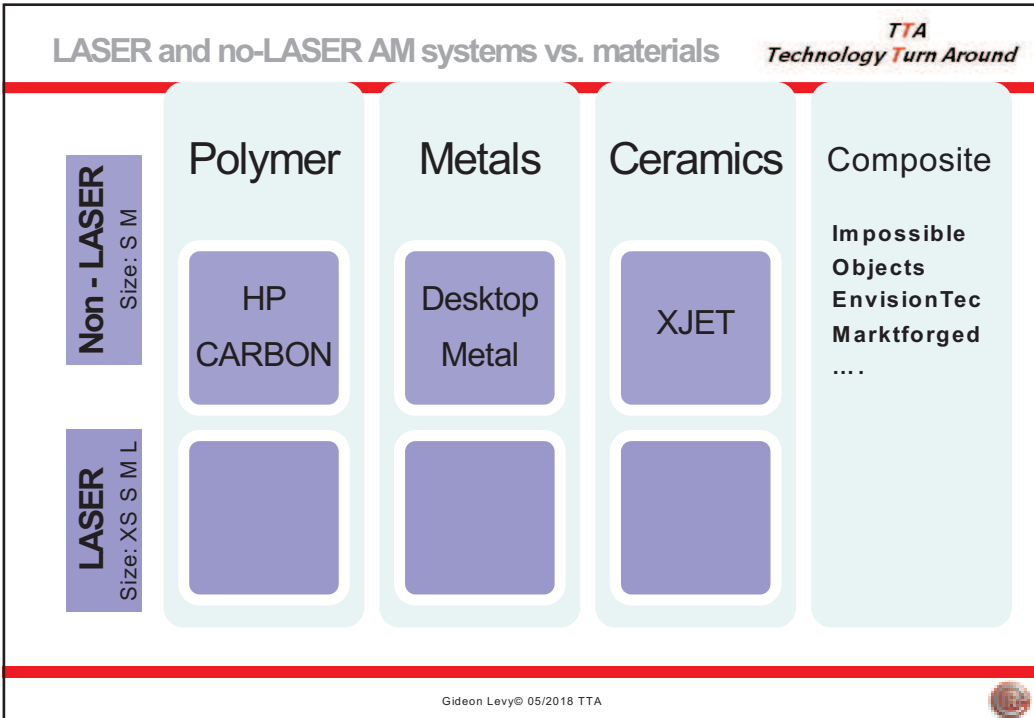 LASER and no-LASER AM systems vs. materials
TTA
Technology Turn Around
Polymer
Metals
Ceramics
Composite
Non - LASER
Size: S M
HP
CARBON
Desktop
Metal
XJET
Impossible
Objects
EnvisionTec
Marktforged
....
LASER
Size: XS S M L
Gideon Levy© 05/2018 TTA